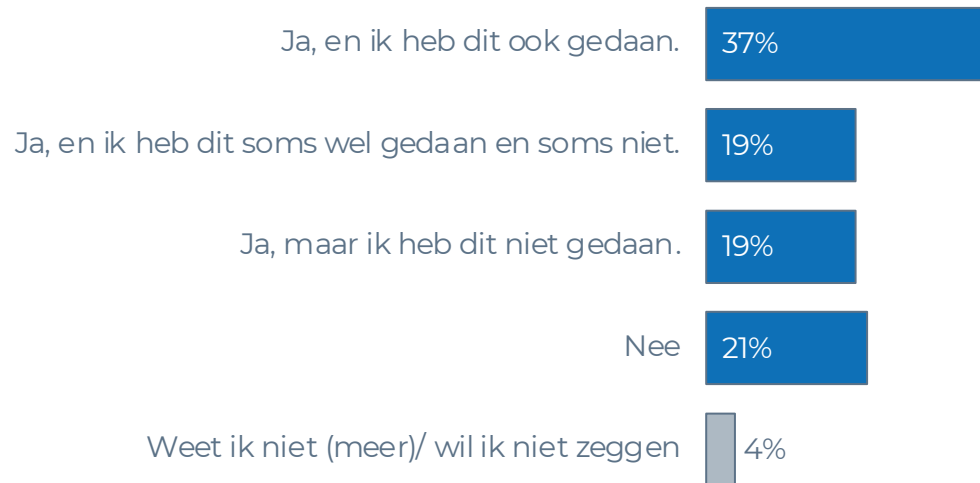 Ja, en ik heb dit ook gedaan. 37%
Ja, en ik heb dit soms wel gedaan en soms niet. 19%
Ja, maar ik heb dit niet gedaan. 19%
Nee 21%
Weet ik niet (meer)/ wil ik niet zeggen 4%